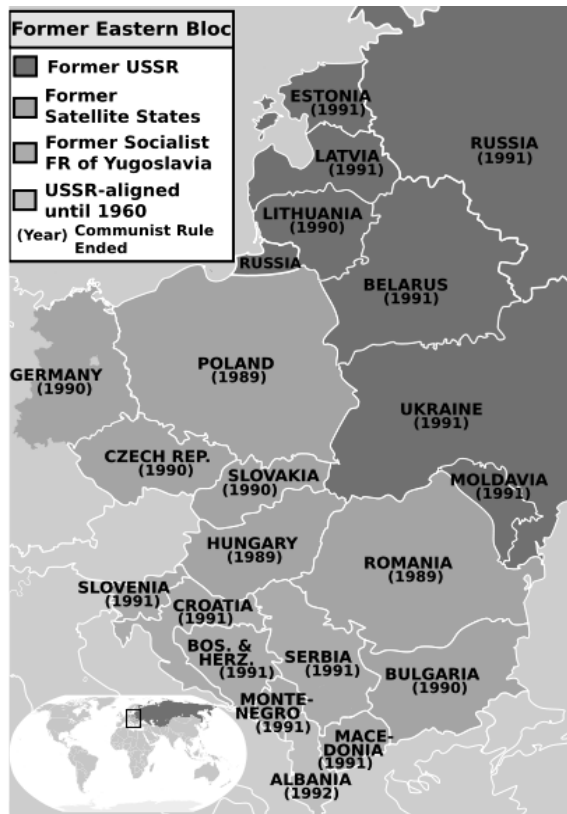 Former Eastern Bloc
Former USSR
Former
Satellite States
Former Socialist
FR of Yugoslavia
USSR-aligned
until 1960
(Year) Communist Rule
Ended
ESTONIA
(1991)
RUSSIA
(1991)
LATVIA
(1991)
LITHUANIA
(1990)
RUSSIA
BELARUS
(1991)
POLAND
(1989)
GERMANY
(1990)
UKRAINE
(1991)
CZECH REP.
(1990)
SLOVAKIA
(1990)
MOLDAVIA
(1991)
HUNGARY
(1989)
ROMANIA
(1989)
SLOVENIA
(1991)
CROATIA
(1991)
BOS. &
HERZ.
(1991)
SERBIA
(1991)
BULGARIA
(1990)
MONTE-
NEGRO
(1991)
MACE-
DONIA
(1991)
ALBANIA
(1992)